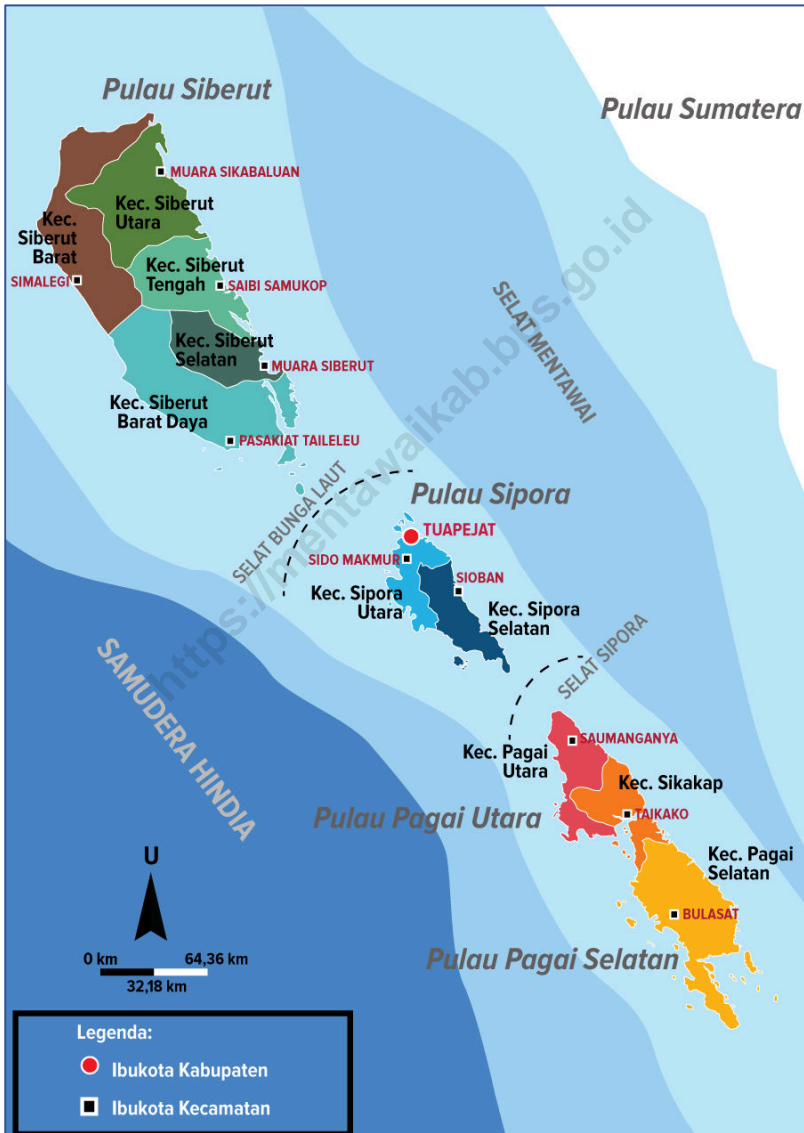 Pulau Siberut
Pulau Sumatera
MUARA SIKABALUAN
Kec. Siberut
Utara
Kec.
Siberut
Barat
Kec. Siberut
Tengah
SIMALEGI
SAIBI SAMUKOP
SELAT MENTAWAI
Kec. Siberut
Selatan
MUARA SIBERUT
Kec. Siberut
Barat Daya
PASAKIAT TAILELEU
SELAT BUNGA LAUT
Pulau Sipora
TUAPEJAT
SIDO MAKMUR
SIOBAN
Kec. Sipora
Utara
Kec. Sipora
Selatan
SELAT SIPORA
SAMUDERA HINDIA
SAUMANGANYA
Kec. Pagai
Utara
Kec. Sikakap
Pulau Pagai Utara
TAIKAKO
Kec. Pagai
Selatan
BULASAT
Pulau Pagai Selatan
U
0 km
64,36 km
32,18 km
Legenda:
Ibukota Kabupaten
Ibukota Kecamatan
https://mentawaikab.bps.go.id